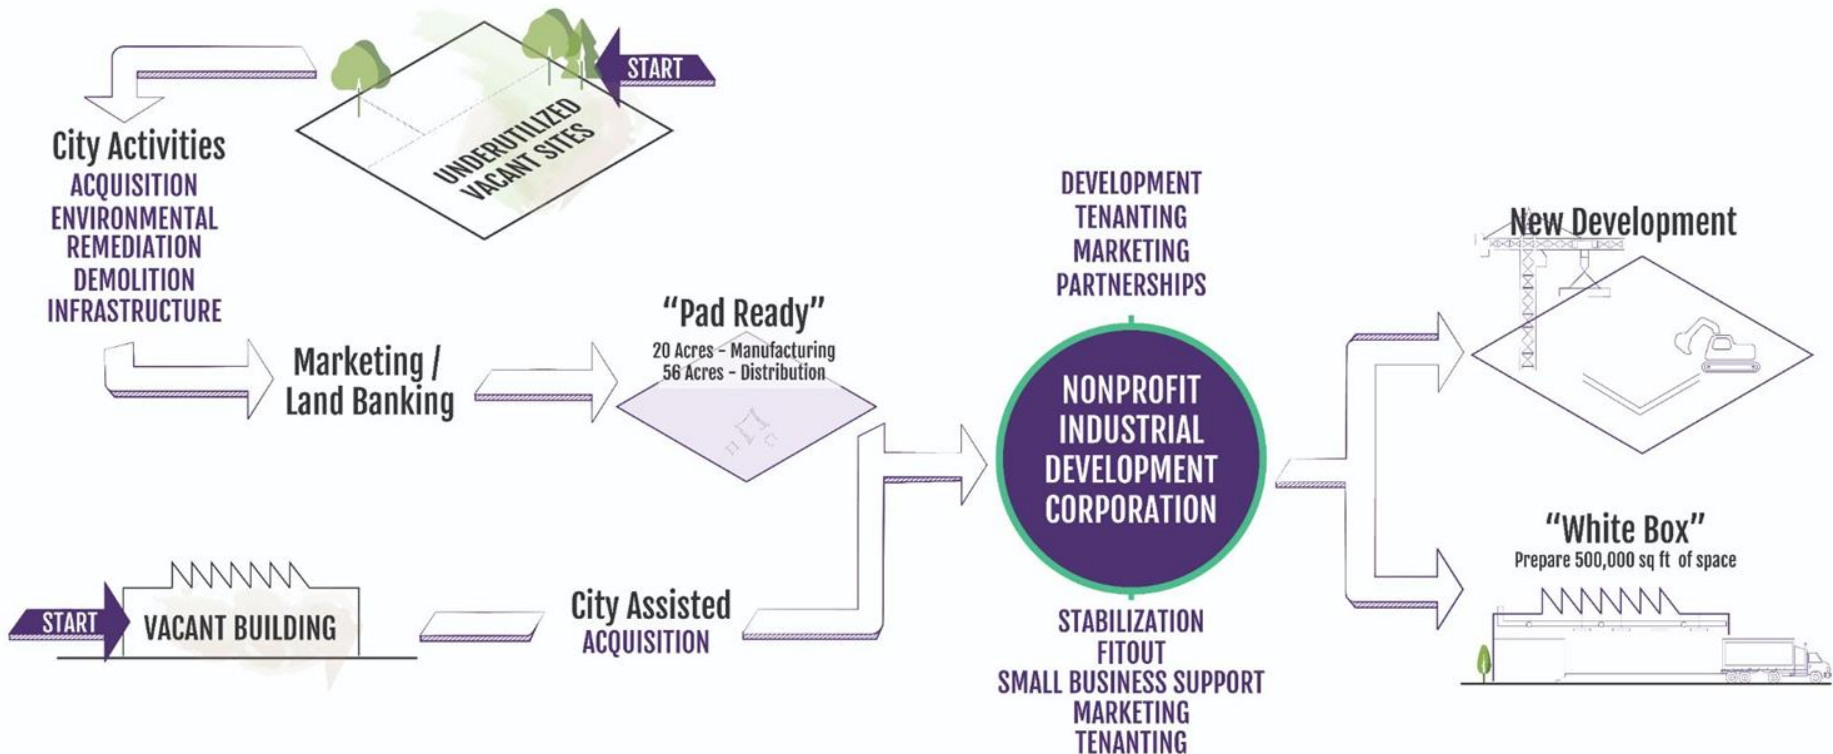 START
UNDERUTILIZED
VACANT SITES
City Activities
ACQUISITION
ENVIRONMENTAL
REMEDIATION
DEMOLITION
INFRASTRUCTURE
Marketing /
Land Banking
“Pad Ready”
20 Acres – Manufacturing
56 Acres – Distribution
START
VACANT BUILDING
City Assisted
ACQUISITION
DEVELOPMENT
TENANTING
MARKETING
PARTNERSHIPS
NONPROFIT
INDUSTRIAL
DEVELOPMENT
CORPORATION
STABILIZATION
FITOUT
SMALL BUSINESS SUPPORT
MARKETING
TENANTING
New Development
“White Box”
Prepare 500,000 sq ft of space